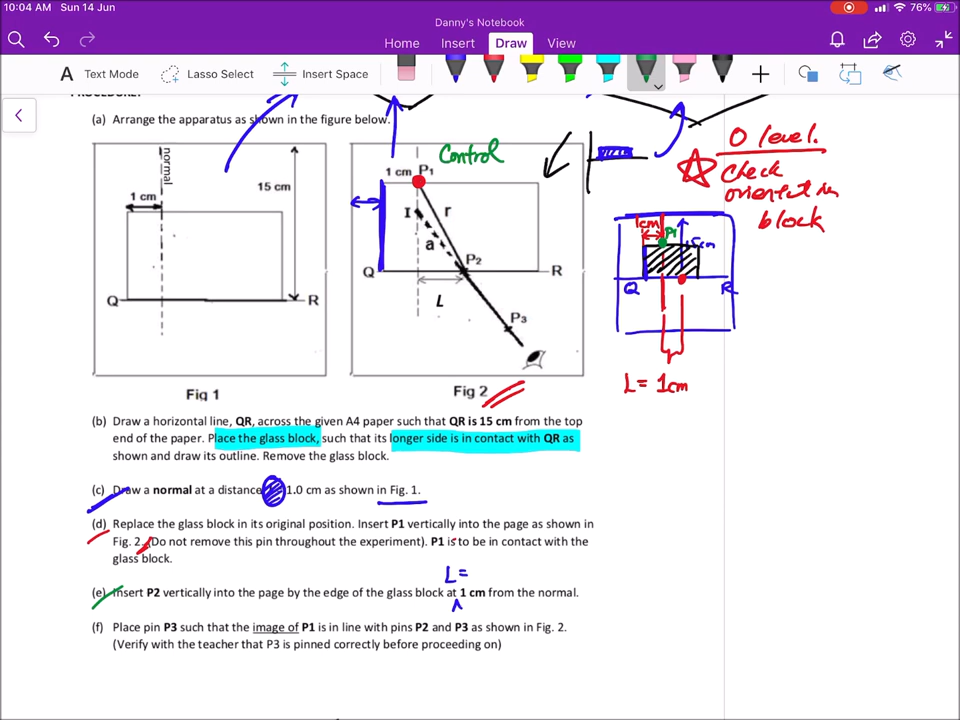 10:04 AM Sun 14 Jun
76%
Danny's Notebook
Home Insert Draw View
A Text Mode Lasso Select Insert Space
(a) Arrange the apparatus as shown in the figure below.
normal
1 cm
15 cm
Q
R
Fig 1
Control
1 cm P1
I r
a
P2
Q R
L
P3
Fig 2
O level.
Check
orientation
block
1cm
P1
Q R
L = 1cm
(b) Draw a horizontal line, QR, across the given A4 paper such that QR is 15 cm from the top
end of the paper. Place the glass block, such that its longer side is in contact with QR as
shown and draw its outline. Remove the glass block.
(c) Draw a normal at a distance 1.0 cm as shown in Fig. 1.
(d) Replace the glass block in its original position. Insert P1 vertically into the page as shown in
Fig. 2. (Do not remove this pin throughout the experiment). P1 is to be in contact with the
glass block.
L =
(e) Insert P2 vertically into the page by the edge of the glass block at 1 cm from the normal.
(f) Place pin P3 such that the image of P1 is in line with pins P2 and P3 as shown in Fig. 2.
(Verify with the teacher that P3 is pinned correctly before proceeding on)